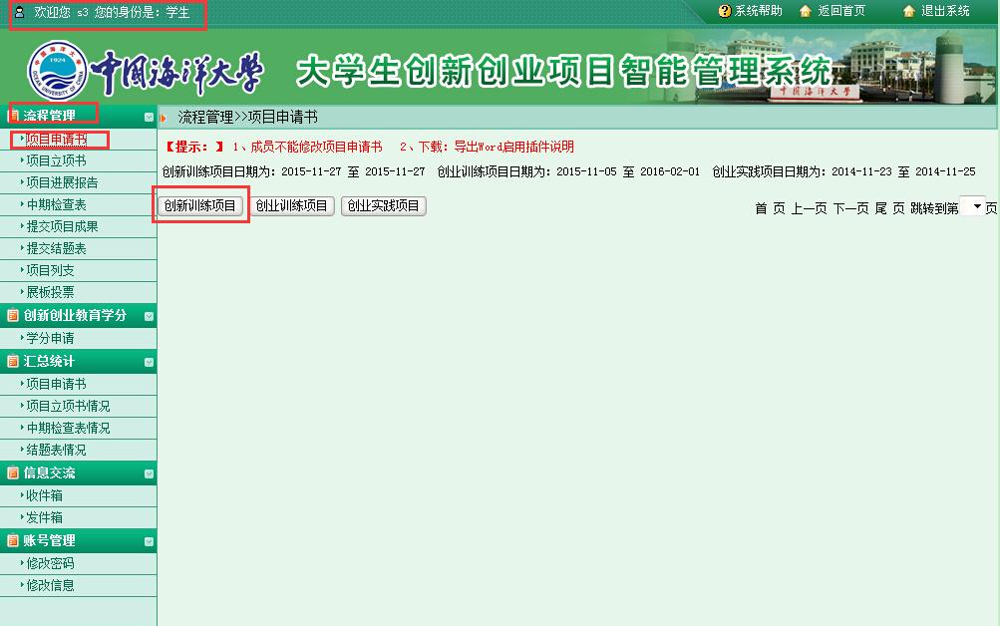 欢迎您 s3 您的身份是：学生
系统帮助 返回首页 退出系统
中国海洋大学 大学生创新创业项目智能管理系统
1924
OCEAN UNIVERSITY OF CHINA
中国海洋大学
流程管理
项目申请书
项目立项书
项目进展报告
中期检查表
提交项目成果
提交结题表
项目列支
展板投票
创新创业教育学分
学分申请
汇总统计
项目申请书
项目立项书情况
中期检查表情况
结题表情况
信息交流
收件箱
发件箱
账号管理
修改密码
修改信息
流程管理>>项目申请书
【提示：】 1、成员不能修改项目申请书 2、下载：导出Word启用插件说明
创新训练项目日期为：2015-11-27 至 2015-11-27 创业训练项目日期为：2015-11-05 至 2016-02-01 创业实践项目日期为：2014-11-23 至 2014-11-25
创新训练项目 创业训练项目 创业实践项目
首 页 上一页 下一页 尾 页 跳转到第 页